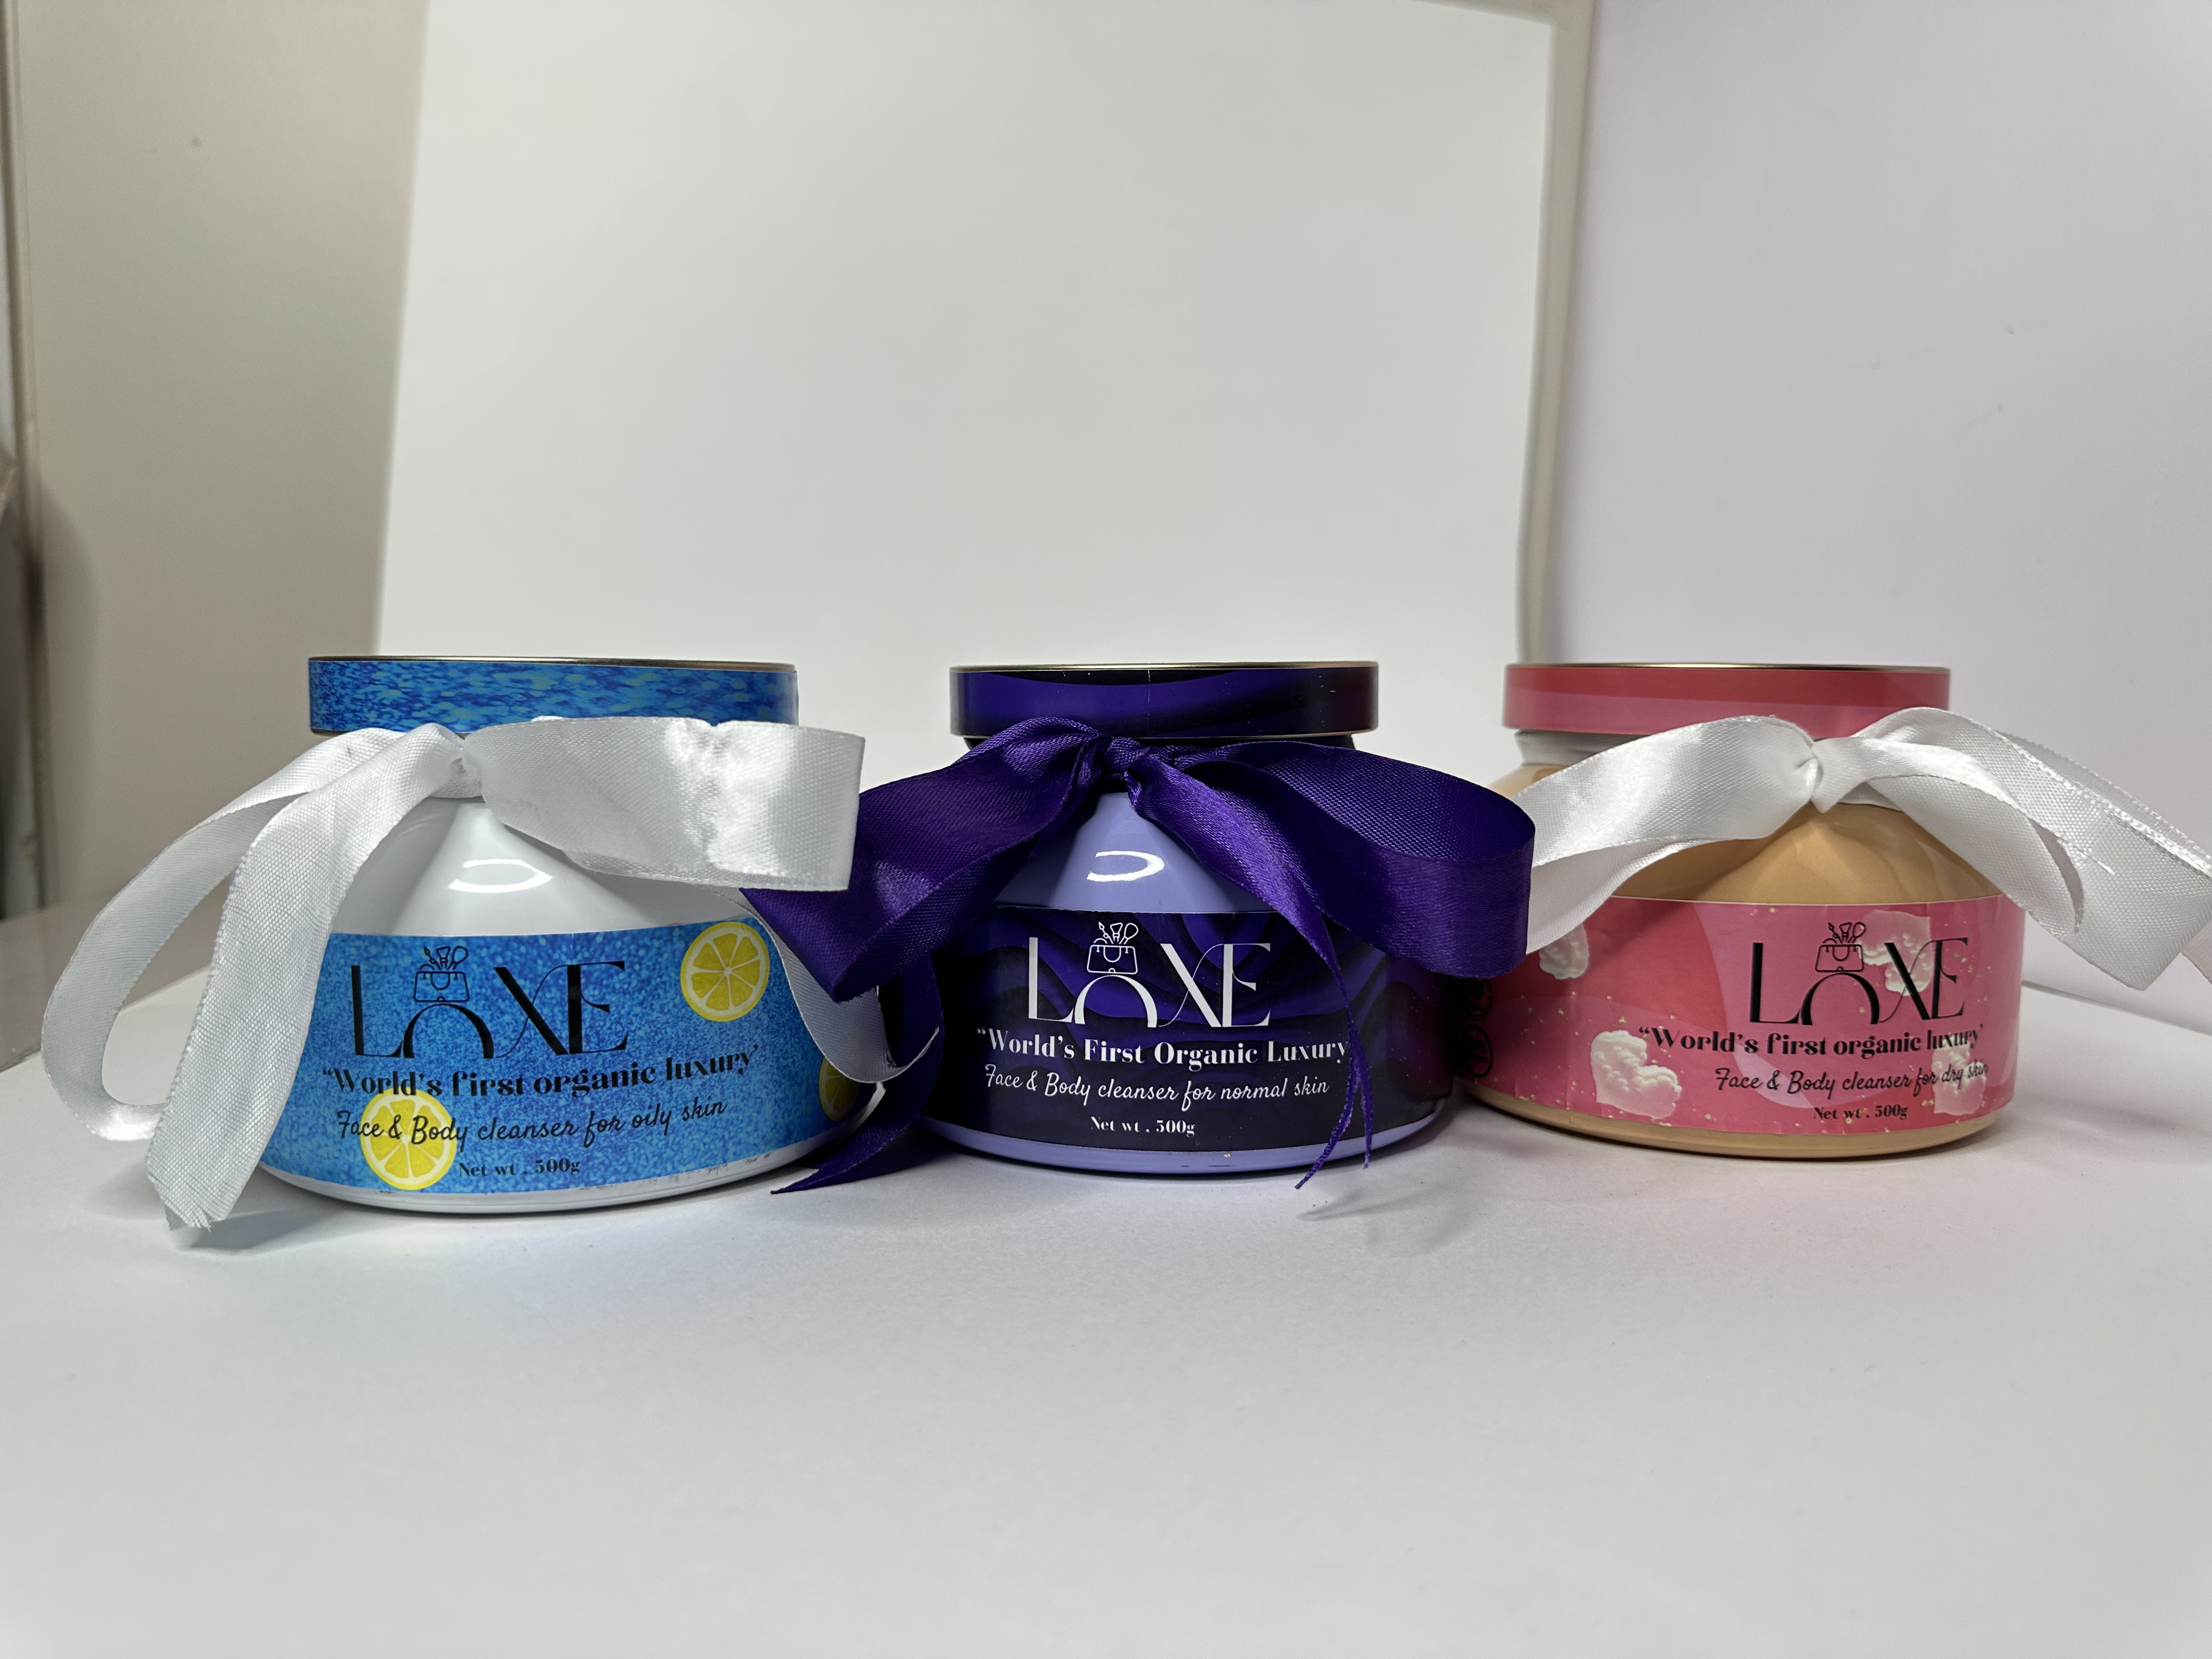 LOXE
“World's first organic luxury’
Face & Body cleanser for oily skin
Net wt . 500g
LOXE
“World's First Organic Luxury
Face & Body cleanser for normal skin
Net wt . 500g
LOXE
“World's first organic luxury’
Face & Body cleanser for dry skin
Net wt . 500g